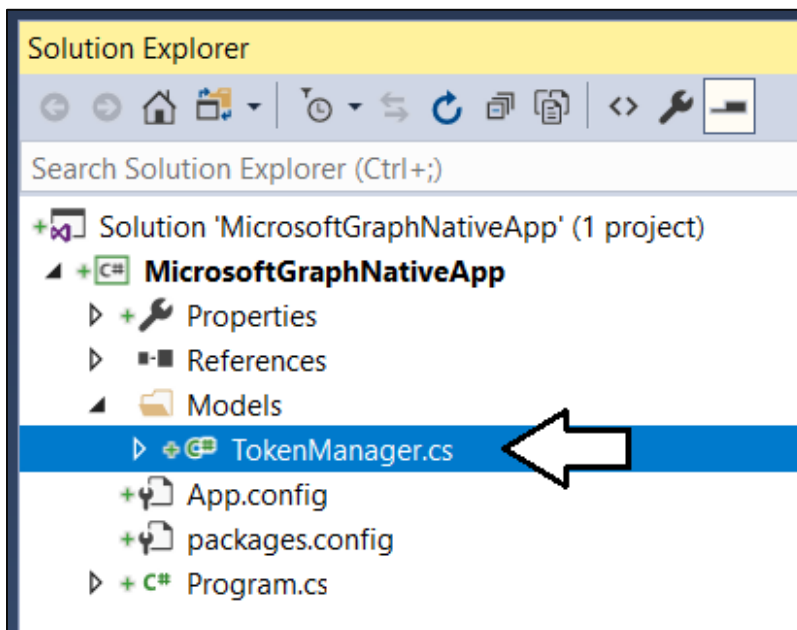 Solution Explorer
Search Solution Explorer (Ctrl+;)
Solution 'MicrosoftGraphNativeApp' (1 project)
C# MicrosoftGraphNativeApp
Properties
References
Models
C# TokenManager.cs
App.config
packages.config
C# Program.cs